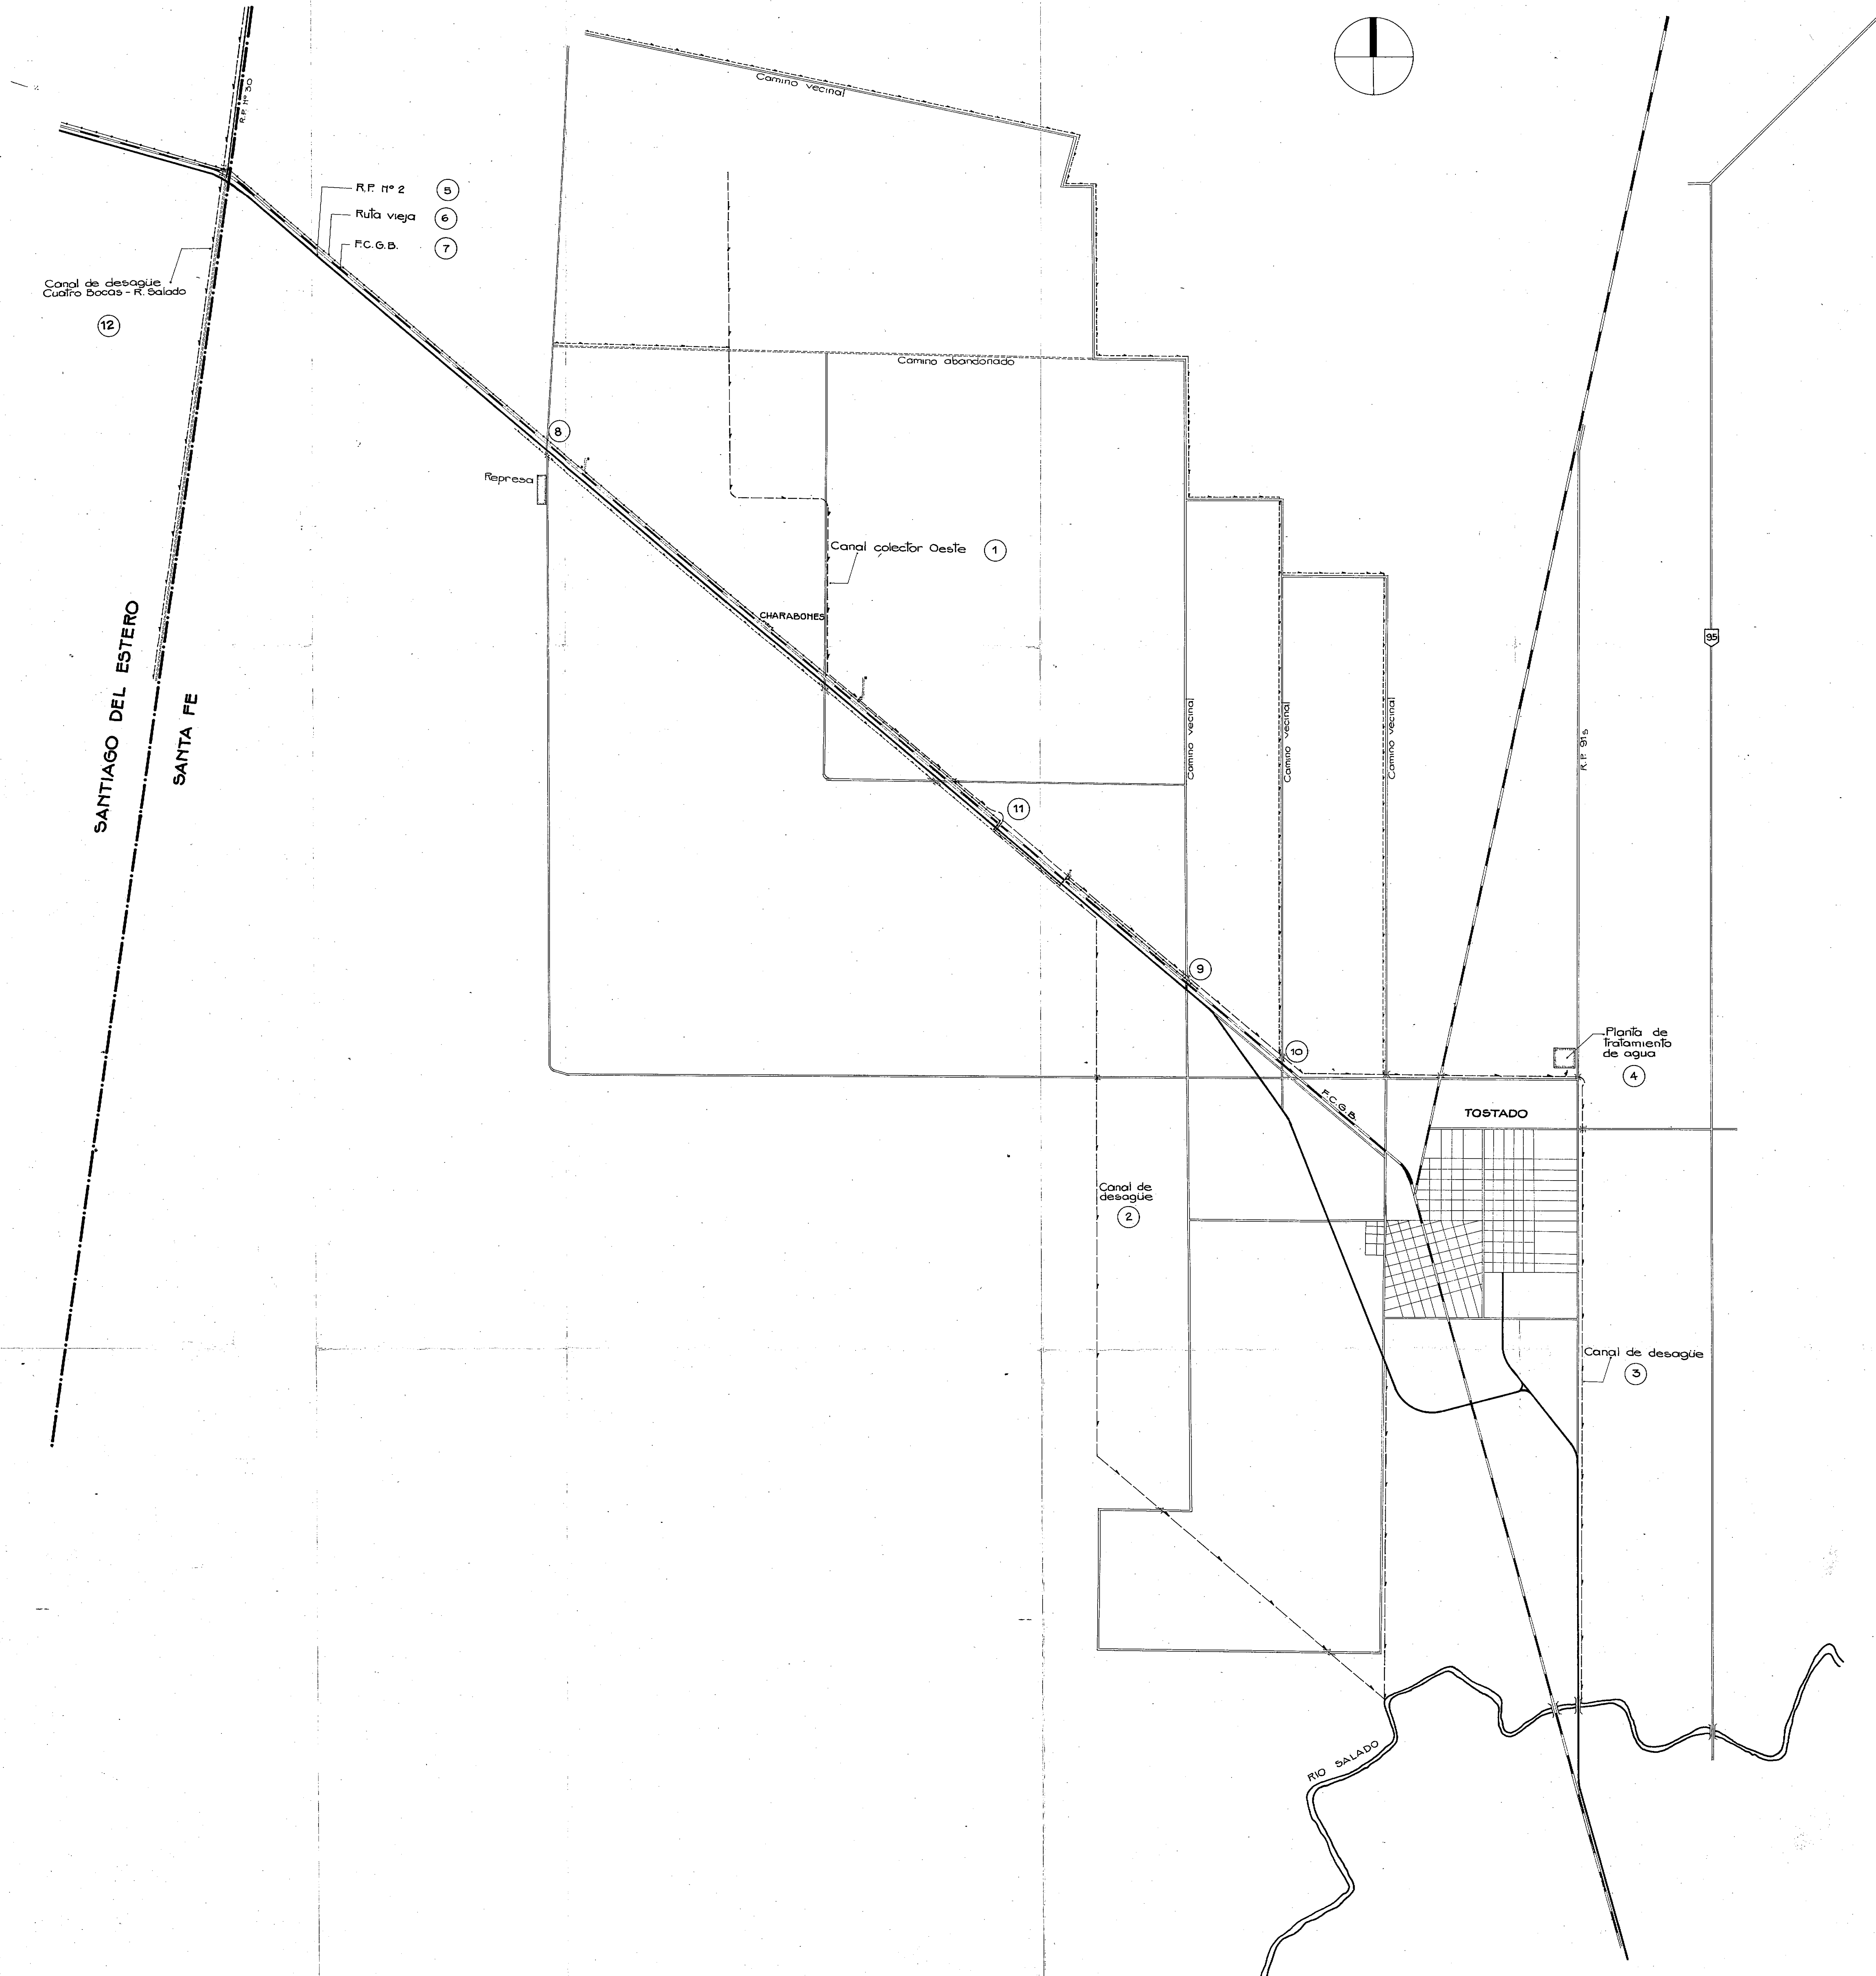 Camino vecinal
R.P. Nº 30
R.P. Nº 2 5
Ruta vieja 6
F.C.G.B. 7
Canal de desagüe
Cuatro Bocas - R. Salado
12
Camino abandonado
8
Represa
Canal colector Oeste 1
CHARABONES
SANTIAGO DEL ESTERO
SANTA FE
95
Camino vecinal
Camino vecinal
Camino vecinal
R.P. 91s
11
9
10
Planta de
tratamiento
de agua
4
F.C.G.B.
TOSTADO
Canal de
desagüe
2
Canal de desagüe
3
RIO SALADO